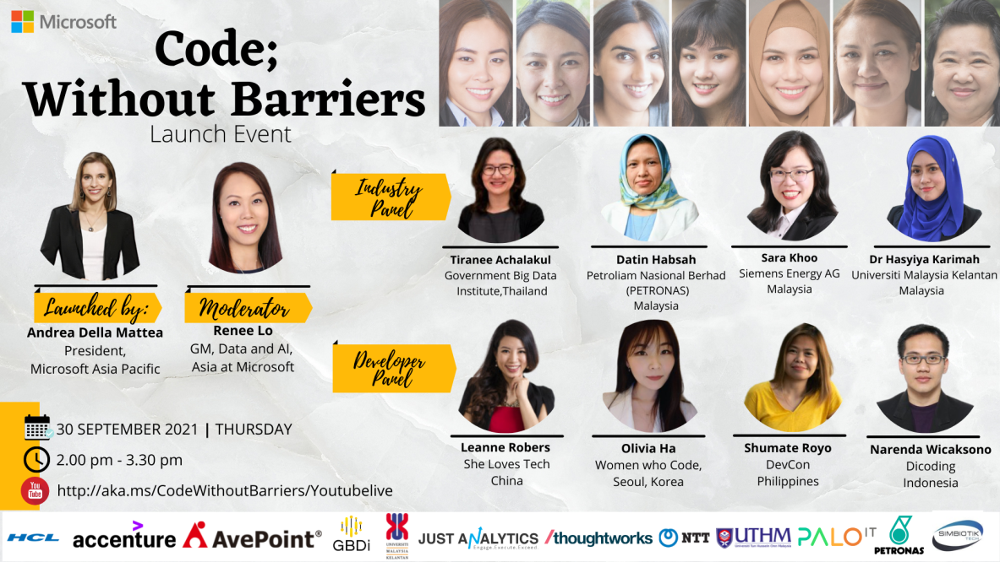 Microsoft
Code;
Without Barriers
Launch Event
Launched by:
Andrea Della Mattea
President,
Microsoft Asia Pacific
Moderator
Renee Lo
GM, Data and AI,
Asia at Microsoft
Industry
Panel
Tiranee Achalakul
Government Big Data
Institute,Thailand
Datin Habsah
Petroliam Nasional Berhad
(PETRONAS)
Malaysia
Sara Khoo
Siemens Energy AG
Malaysia
Dr Hasyiya Karimah
Universiti Malaysia Kelantan
Malaysia
Developer
Panel
Leanne Robers
She Loves Tech
China
Olivia Ha
Women who Code,
Seoul, Korea
Shumate Royo
DevCon
Philippines
Narenda Wicaksono
Dicoding
Indonesia
30 SEPTEMBER 2021 | THURSDAY
2.00 pm - 3.30 pm
You
Tube
http://aka.ms/CodeWithoutBarriers/Youtubelive
HCL
accenture
AvePoint®
GBDi
UNIVERSITI
MALAYSIA
KELANTAN
JUST ANALYTICS
Engage.Execute.Exceed.
/thoughtworks
NTT
UTHM
Universiti Tun Hussein Onn Malaysia
PALO IT
PETRONAS
SIMBIOTIK
TECH